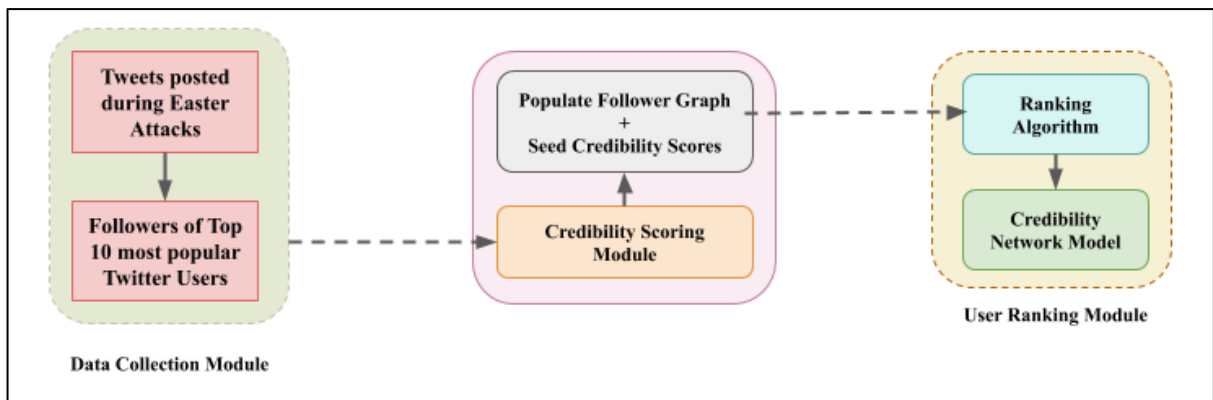 Tweets posted
during Easter
Attacks
Followers of Top
10 most popular
Twitter Users
Data Collection Module
Populate Follower Graph
+
Seed Credibility Scores
Credibility Scoring
Module
Ranking
Algorithm
Credibility
Network Model
User Ranking Module